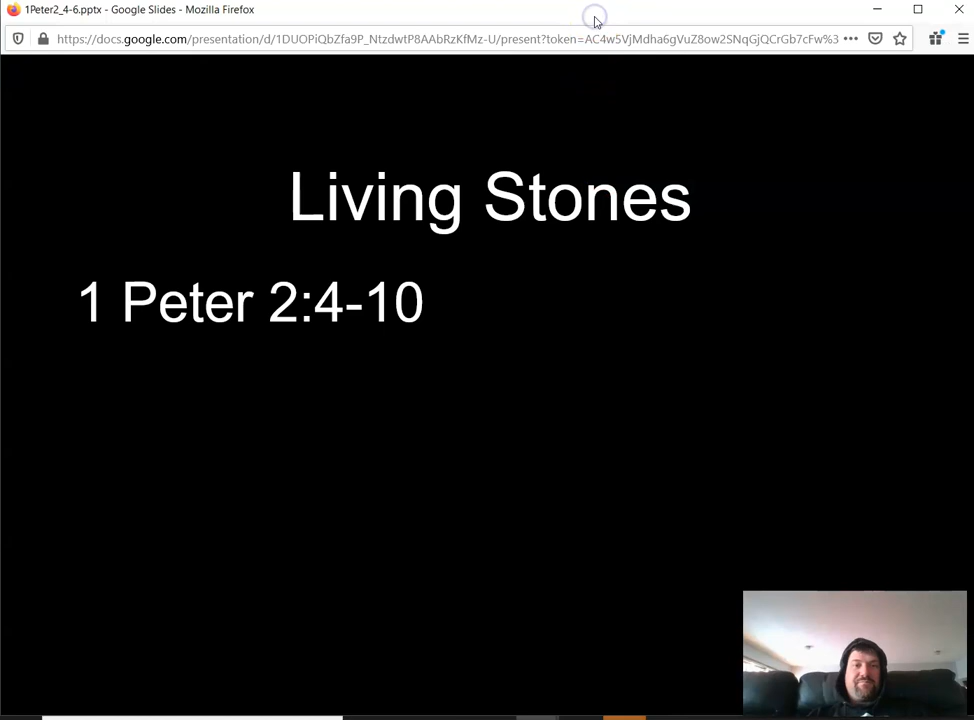 1Peter2_4-6.pptx - Google Slides - Mozilla Firefox
https://docs.google.com/presentation/d/1DUOPiQbZfa9P_NtzdwtP8AAbRzKfMz-U/present?token=AC4w5VjMdha6gVuZ8ow2SNqGjQCrGb7cFw%3
Living Stones
1 Peter 2:4-10